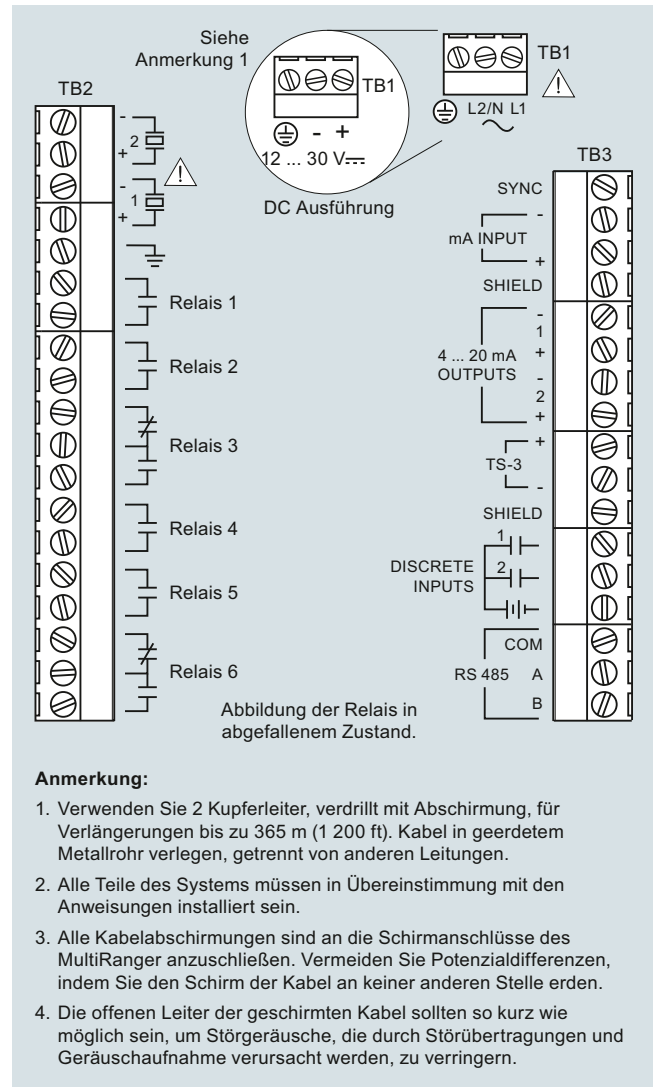 Siehe
Anmerkung 1
TB1
TB1
L2/N L1
- +
12 ... 30 V
DC Ausführung
TB2
-
2
+
-
1
+
Relais 1
Relais 2
Relais 3
Relais 4
Relais 5
Relais 6
Abbildung der Relais in
abgefallenem Zustand.
TB3
SYNC
-
mA INPUT
+
SHIELD
-
1
4 ... 20 mA +
OUTPUTS -
2
+
+
TS-3
-
SHIELD
1
DISCRETE 2
INPUTS
COM
RS 485 A
B
Anmerkung:
1. Verwenden Sie 2 Kupferleiter, verdrillt mit Abschirmung, für
Verlängerungen bis zu 365 m (1 200 ft). Kabel in geerdetem
Metallrohr verlegen, getrennt von anderen Leitungen.
2. Alle Teile des Systems müssen in Übereinstimmung mit den
Anweisungen installiert sein.
3. Alle Kabelabschirmungen sind an die Schirmanschlüsse des
MultiRanger anzuschließen. Vermeiden Sie Potenzialdifferenzen,
indem Sie den Schirm der Kabel an keiner anderen Stelle erden.
4. Die offenen Leiter der geschirmten Kabel sollten so kurz wie
möglich sein, um Störgeräusche, die durch Störübertragungen und
Geräuschaufnahme verursacht werden, zu verringern.